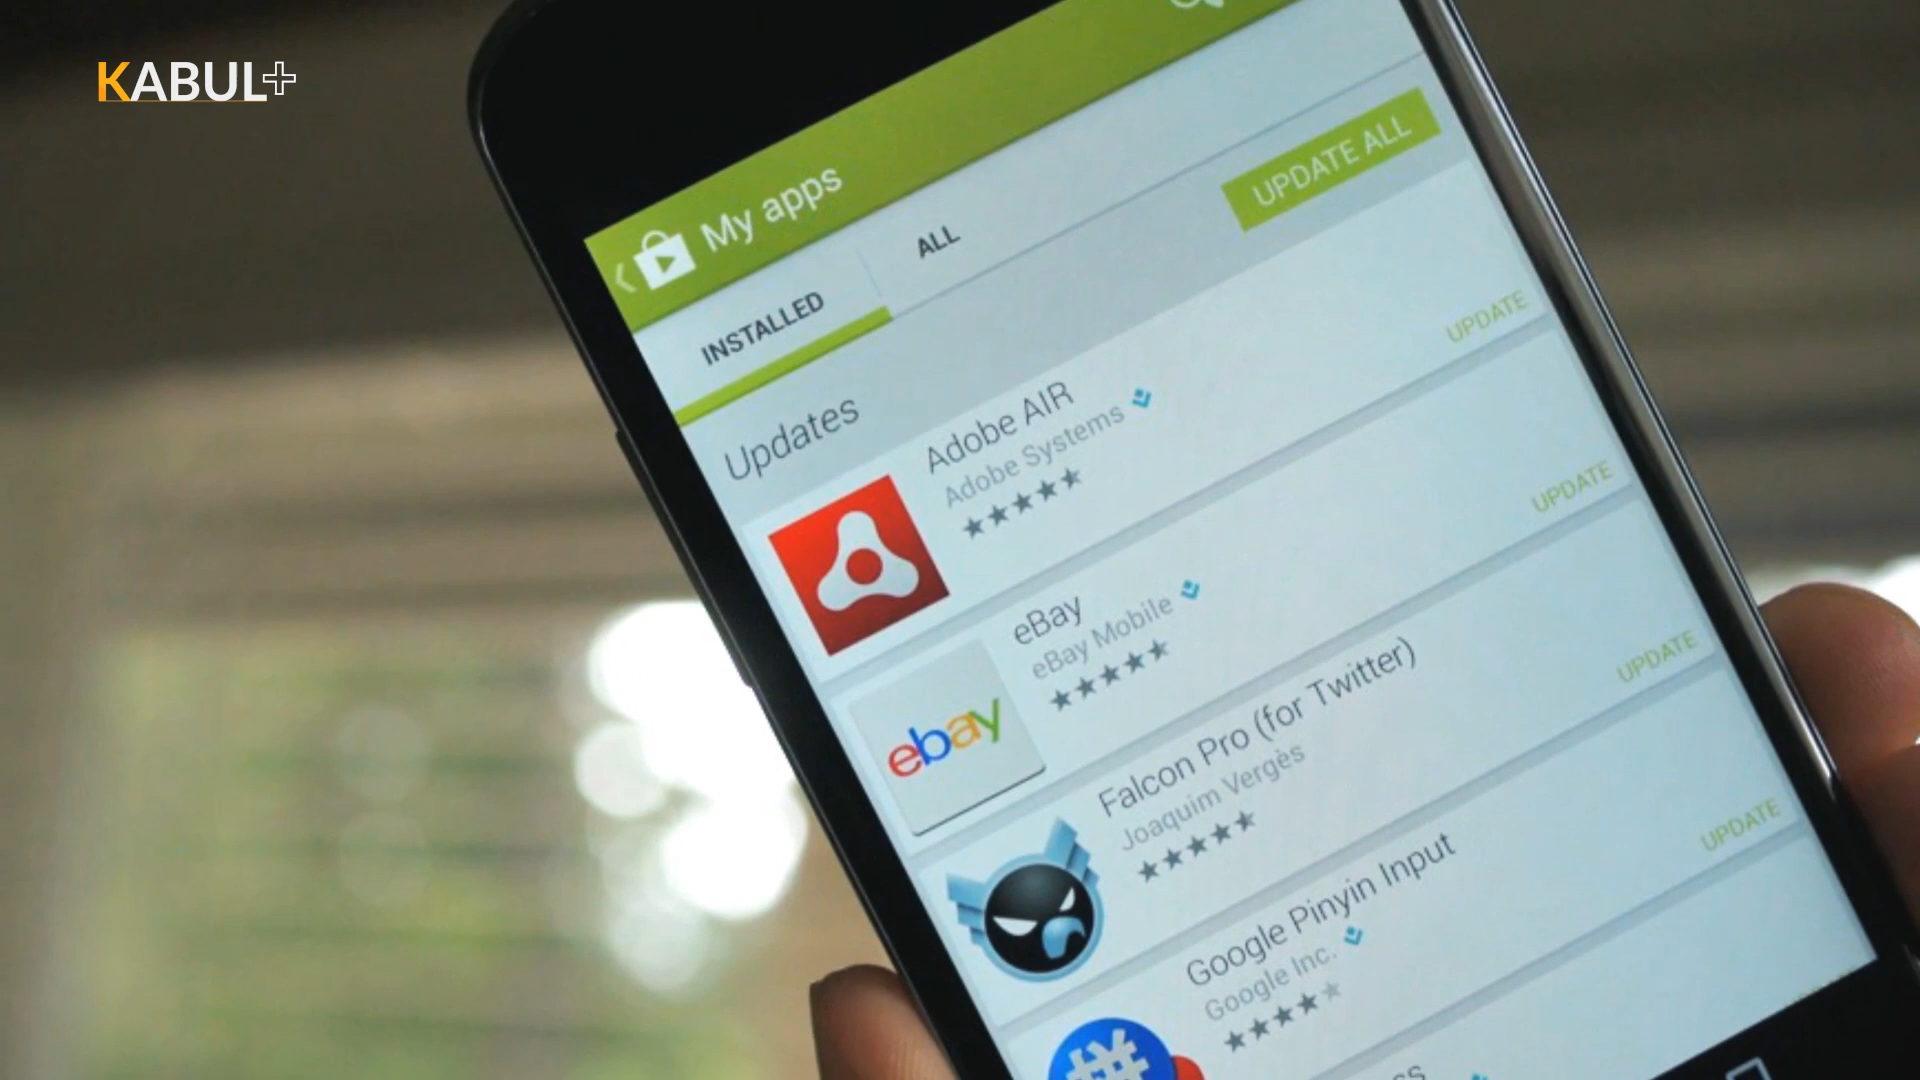 KABUL+
My apps
INSTALLED
ALL
UPDATE ALL
Updates
Adobe AIR
Adobe Systems
UPDATE
eBay
eBay Mobile
UPDATE
ebay
Falcon Pro (for Twitter)
Joaquim Vergès
UPDATE
Google Pinyin Input
Google Inc.
UPDATE